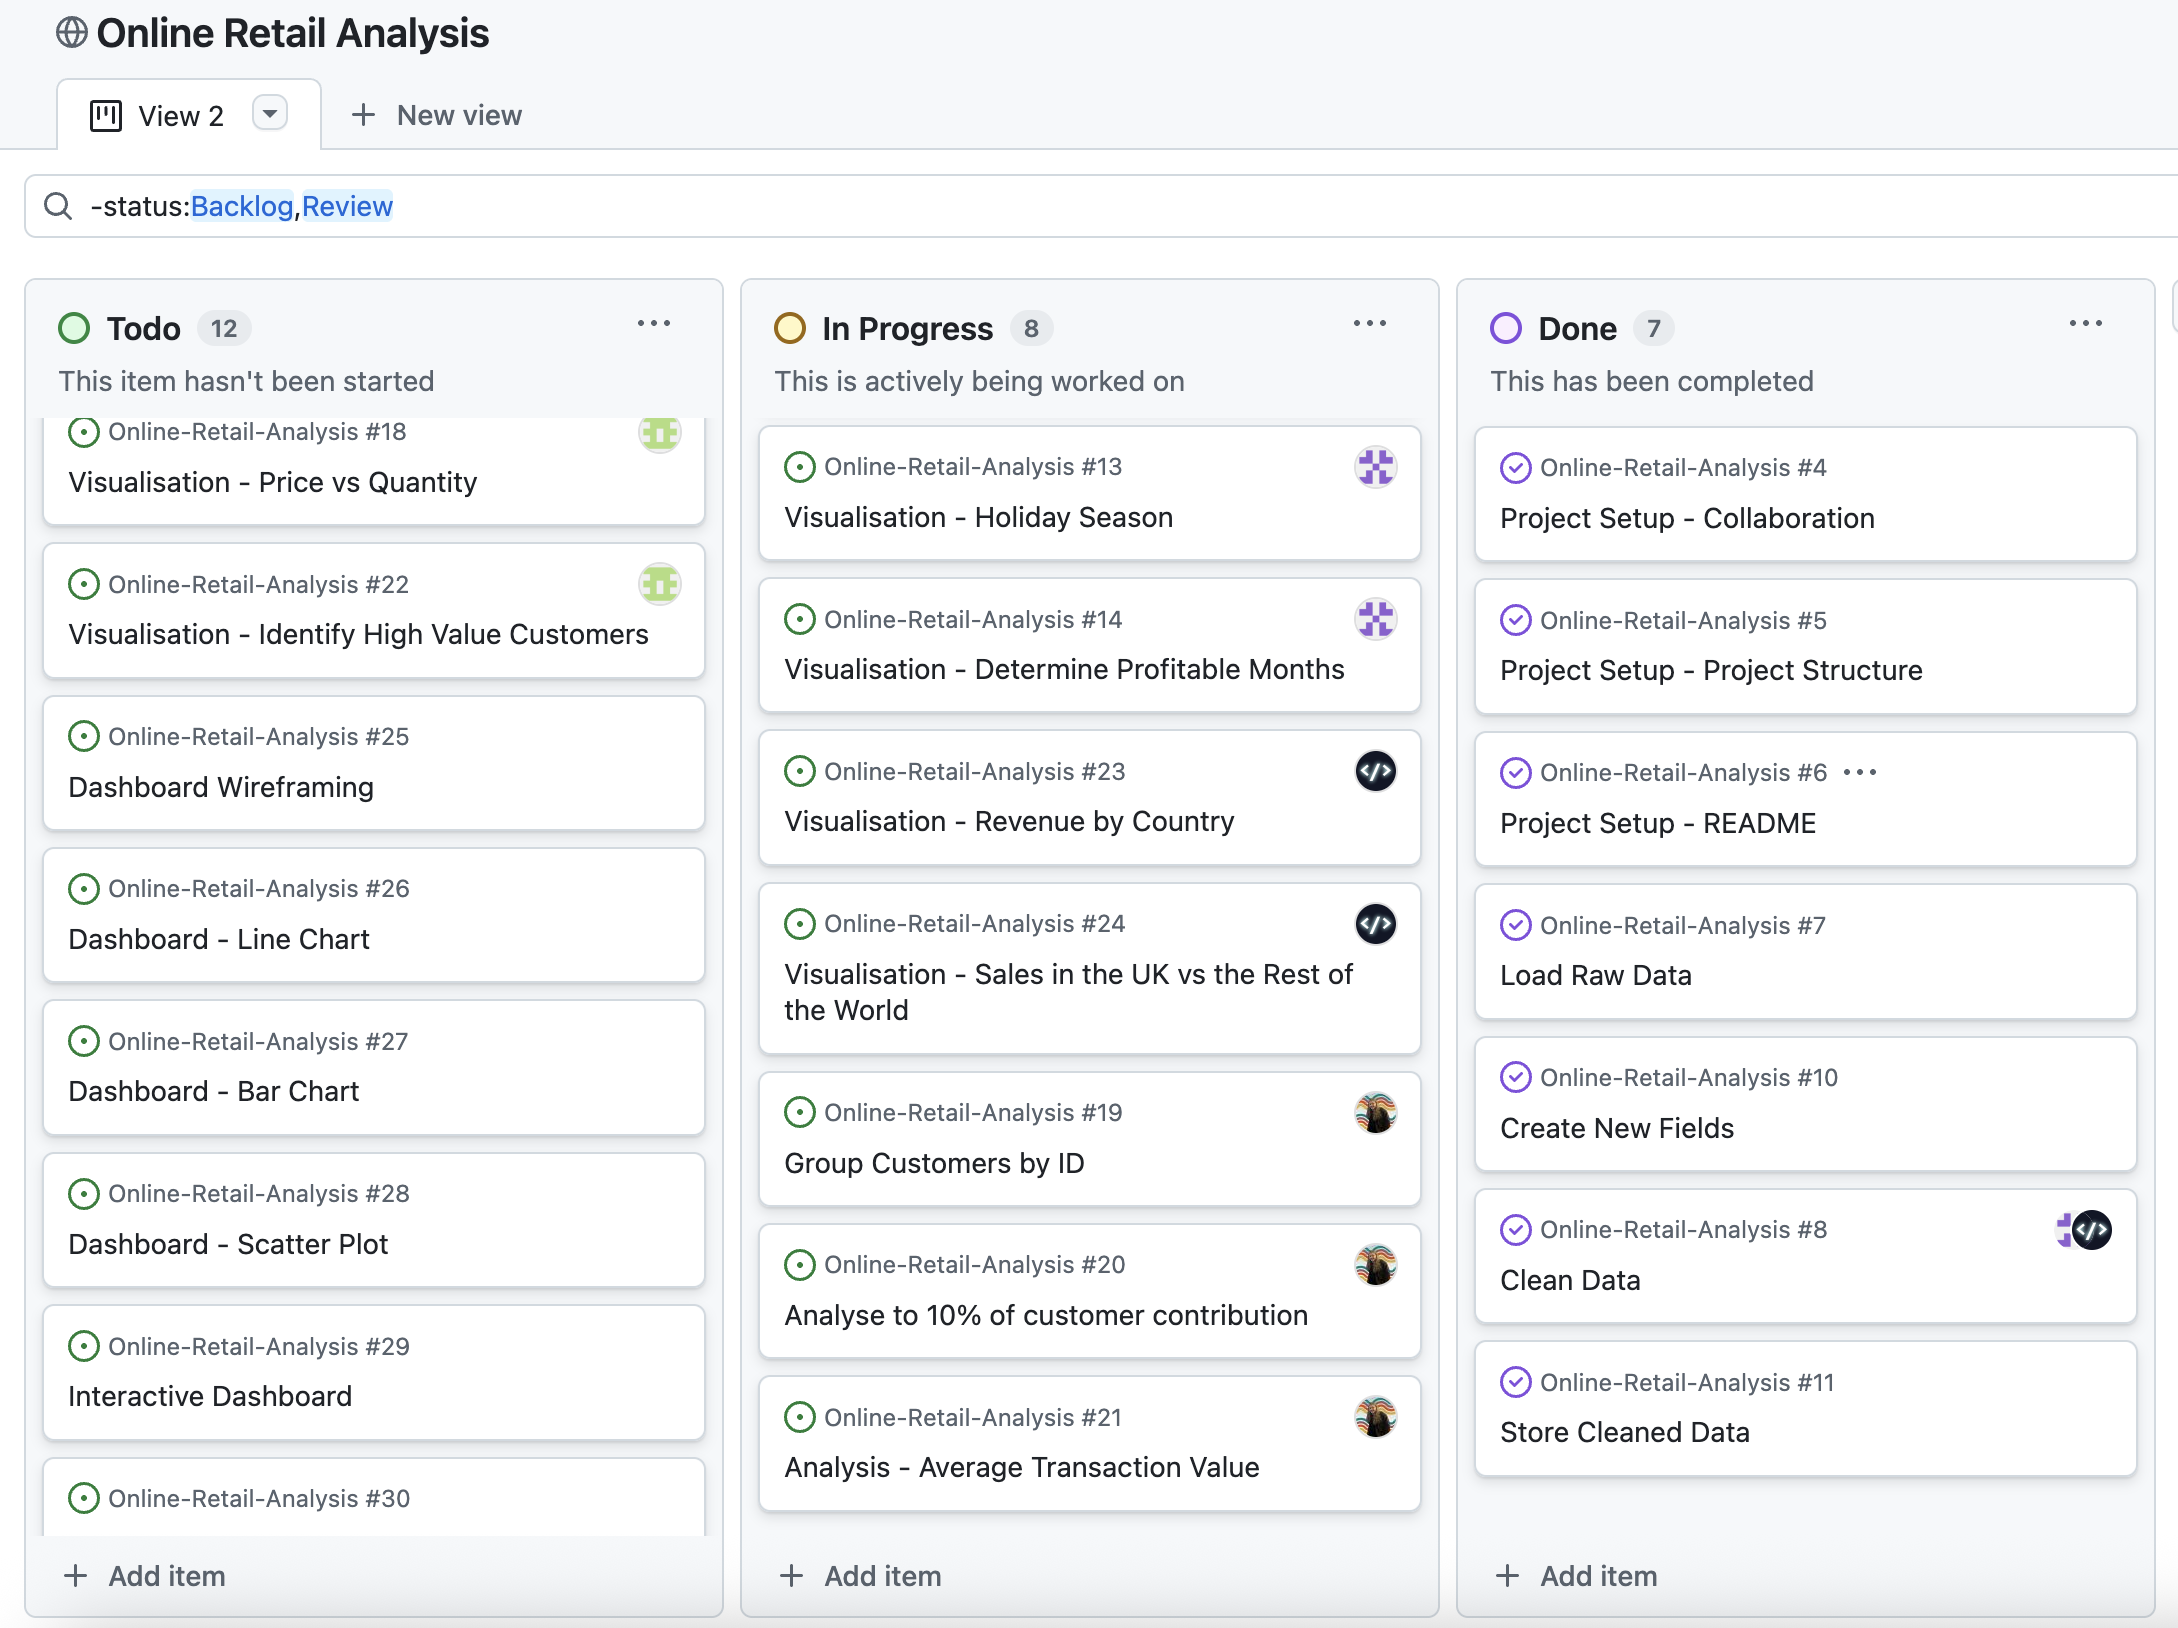 Online Retail Analysis
View 2
New view
-status:Backlog,Review
Todo 12
This item hasn't been started
Online-Retail-Analysis #18
Visualisation - Price vs Quantity
Online-Retail-Analysis #22
Visualisation - Identify High Value Customers
Online-Retail-Analysis #25
Dashboard Wireframing
Online-Retail-Analysis #26
Dashboard - Line Chart
Online-Retail-Analysis #27
Dashboard - Bar Chart
Online-Retail-Analysis #28
Dashboard - Scatter Plot
Online-Retail-Analysis #29
Interactive Dashboard
Online-Retail-Analysis #30
Add item
In Progress 8
This is actively being worked on
Online-Retail-Analysis #13
Visualisation - Holiday Season
Online-Retail-Analysis #14
Visualisation - Determine Profitable Months
Online-Retail-Analysis #23
</>
Visualisation - Revenue by Country
Online-Retail-Analysis #24
</>
Visualisation - Sales in the UK vs the Rest of
the World
Online-Retail-Analysis #19
Group Customers by ID
Online-Retail-Analysis #20
Analyse to 10% of customer contribution
Online-Retail-Analysis #21
Analysis - Average Transaction Value
Add item
Done 7
This has been completed
Online-Retail-Analysis #4
Project Setup - Collaboration
Online-Retail-Analysis #5
Project Setup - Project Structure
Online-Retail-Analysis #6
Project Setup - README
Online-Retail-Analysis #7
Load Raw Data
Online-Retail-Analysis #10
Create New Fields
Online-Retail-Analysis #8
</>
Clean Data
Online-Retail-Analysis #11
Store Cleaned Data
Add item